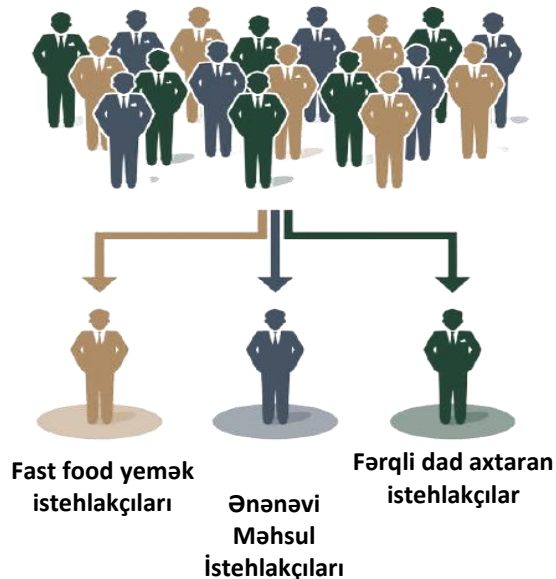 Fast food yemək
istehlakçıları
Ənənəvi
Məhsul
İstehlakçıları
Fərqli dad axtaran
istehlakçılar